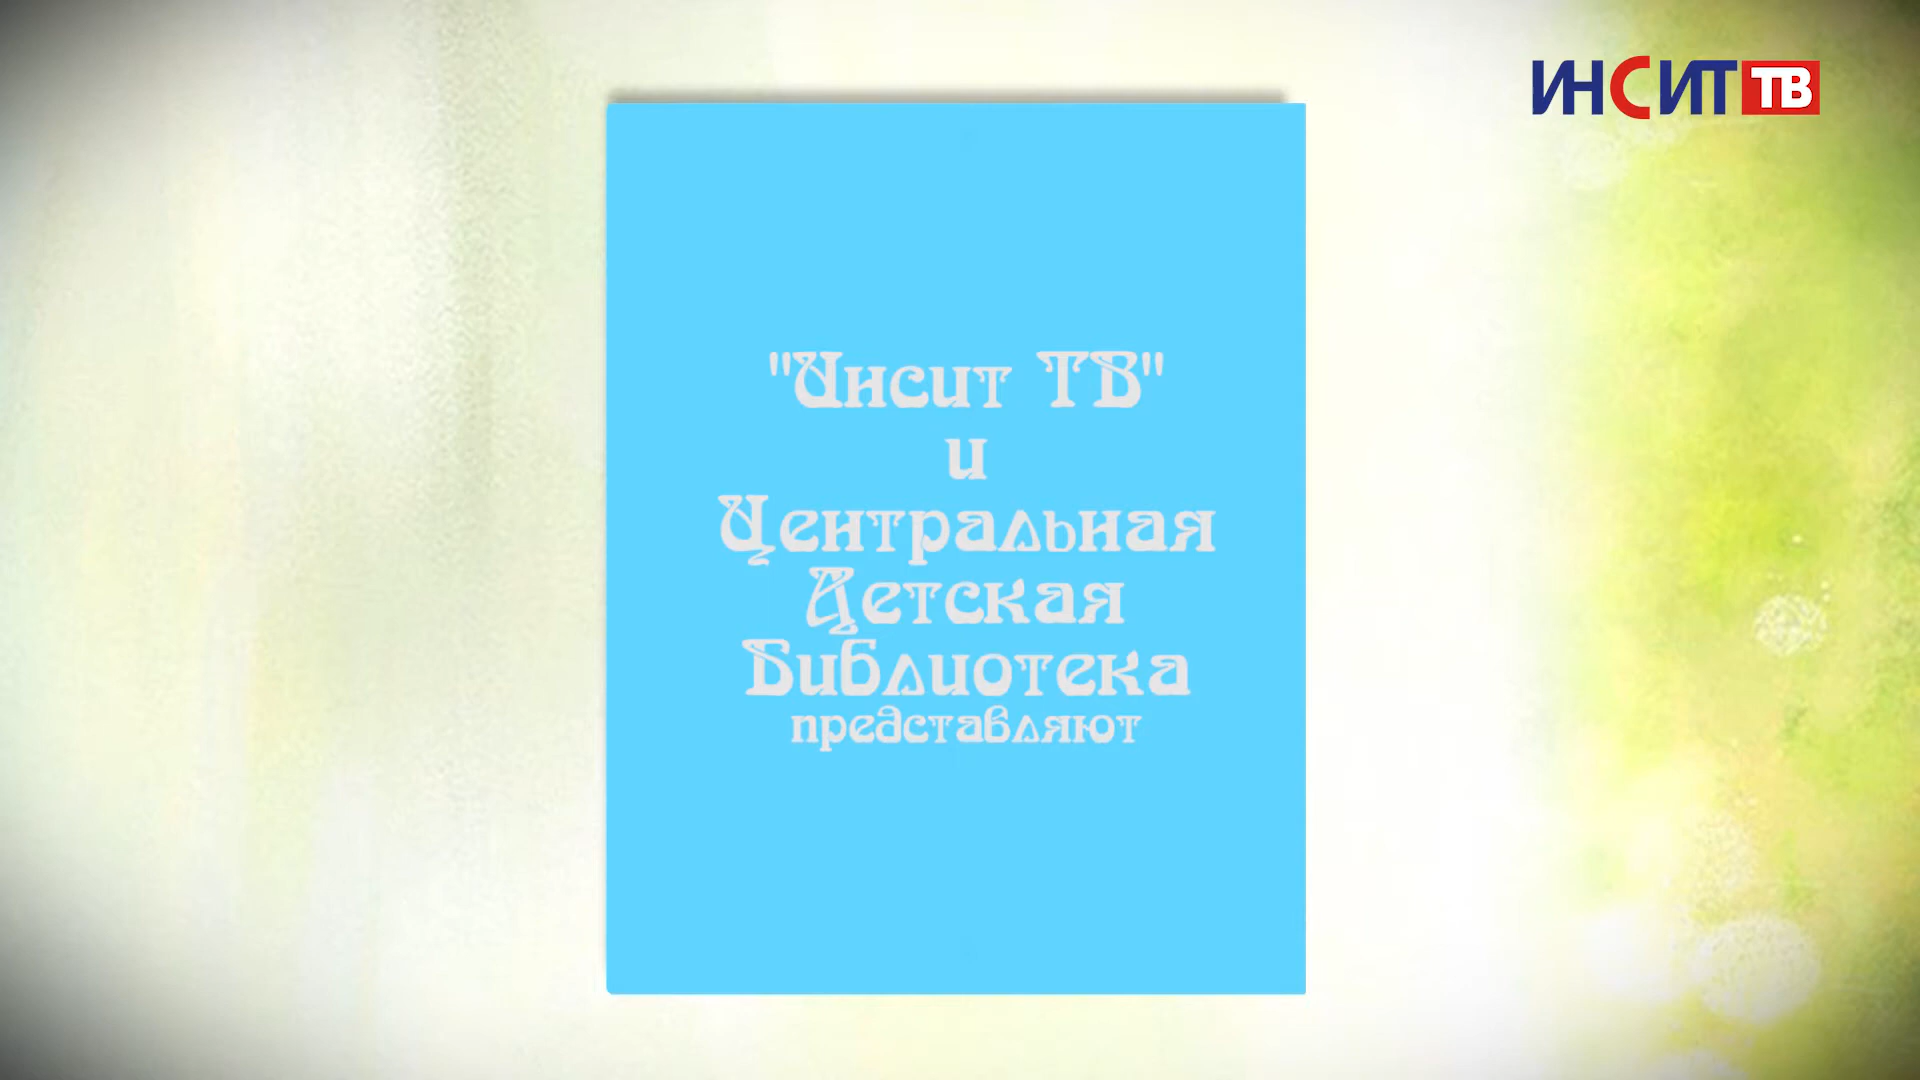 ИНСИТ ТВ
"Инсит ТВ"
и
Центральная
Детская
Библиотека
представляют